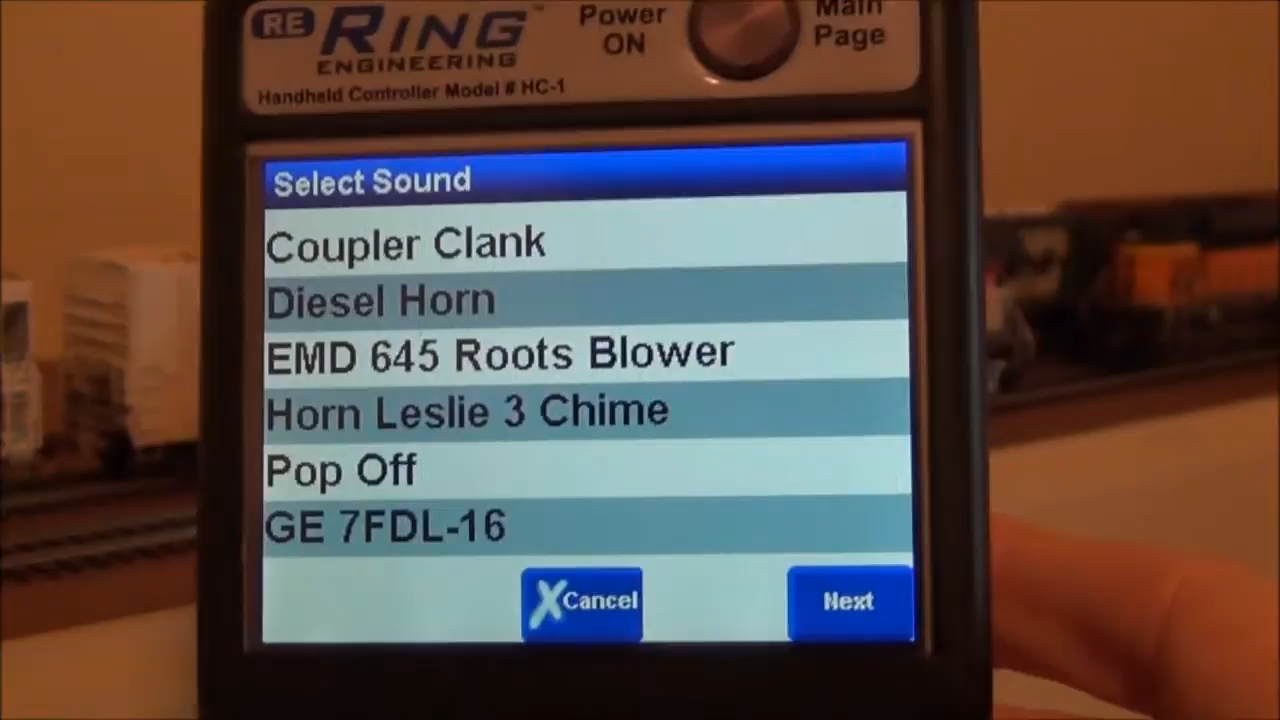 RE RING™
ENGINEERING
Handheld Controller Model # HC-1
Power
ON
Main
Page
Select Sound
Coupler Clank
Diesel Horn
EMD 645 Roots Blower
Horn Leslie 3 Chime
Pop Off
GE 7FDL-16
Cancel
Next